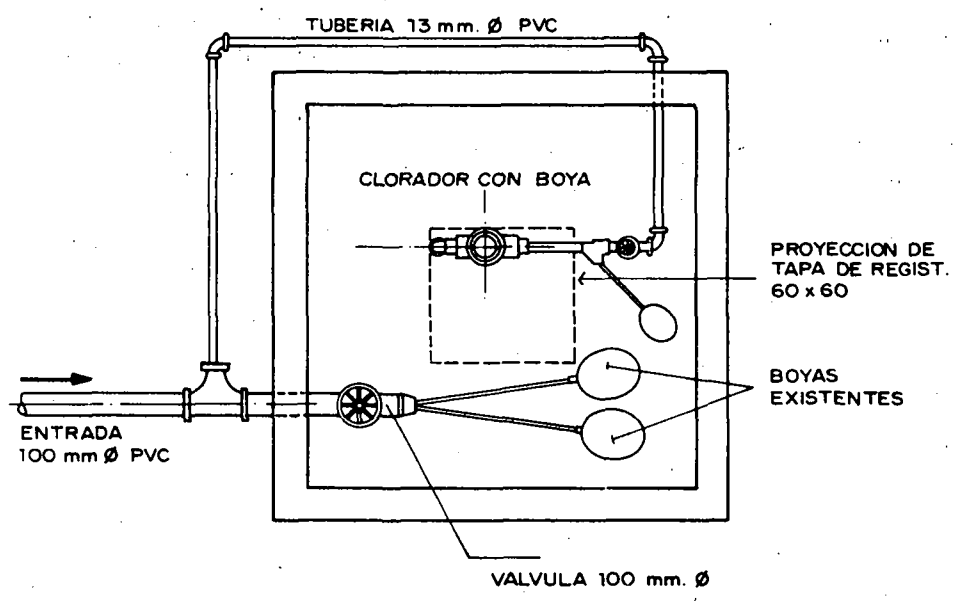 TUBERIA 13 mm. Ø PVC
CLORADOR CON BOYA
PROYECCION DE
TAPA DE REGIST.
60 x 60
BOYAS
EXISTENTES
ENTRADA
100 mm Ø PVC
VALVULA 100 mm. Ø